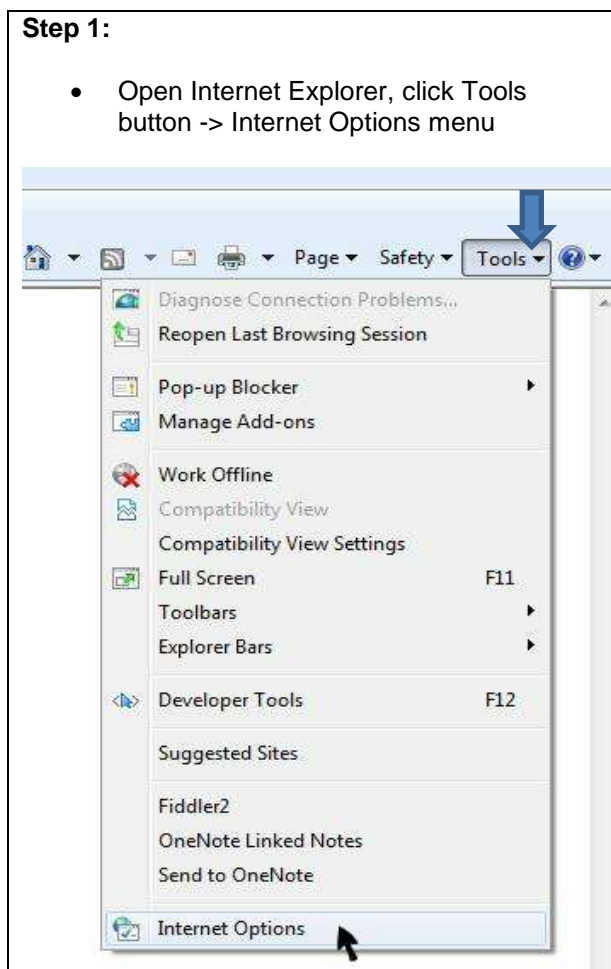 Step 1:
• Open Internet Explorer, click Tools
button -> Internet Options menu
Page Safety Tools
Diagnose Connection Problems...
Reopen Last Browsing Session
Pop-up Blocker
Manage Add-ons
Work Offline
Compatibility View
Compatibility View Settings
Full Screen F11
Toolbars
Explorer Bars
Developer Tools F12
Suggested Sites
Fiddler2
OneNote Linked Notes
Send to OneNote
Internet Options